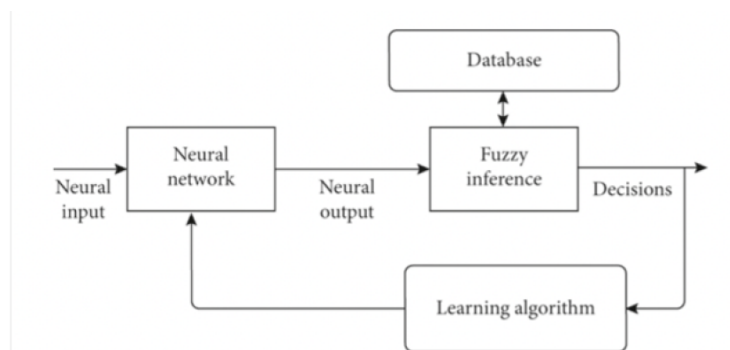 Database
Neural
network
Fuzzy
inference
Neural
input
Neural
output
Decisions
Learning algorithm